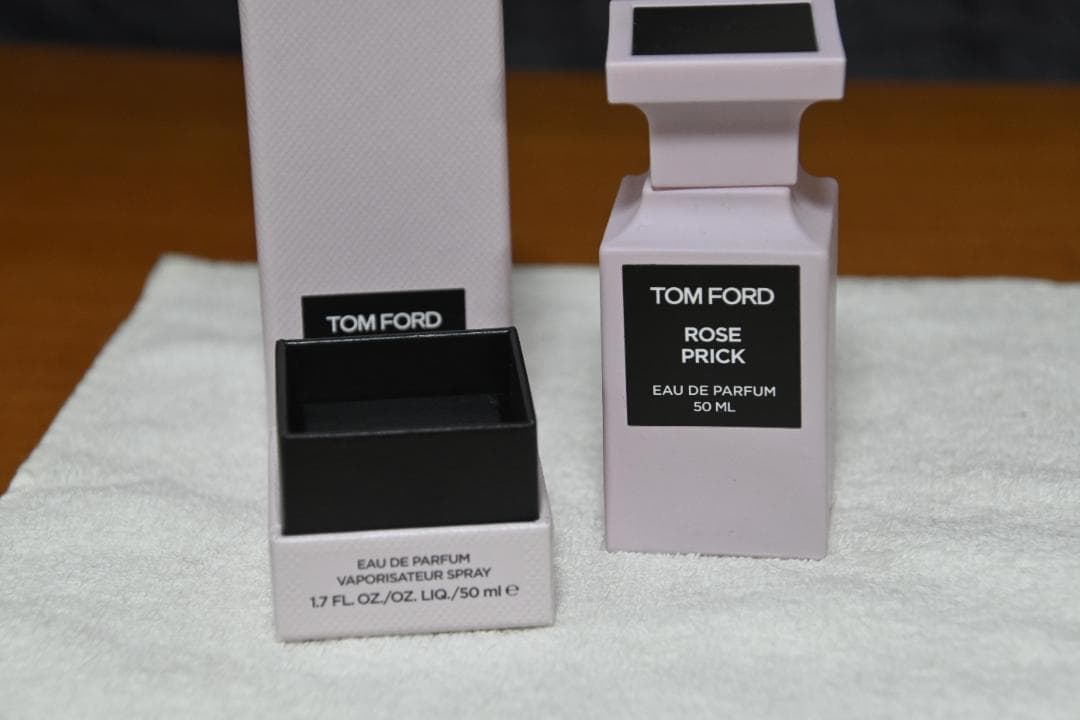 TOM FORD
EAU DE PARFUM
VAPORISATEUR SPRAY
1.7 FL. OZ./OZ. LIQ./50 ml ℮
TOM FORD
ROSE
PRICK
EAU DE PARFUM
50 ML